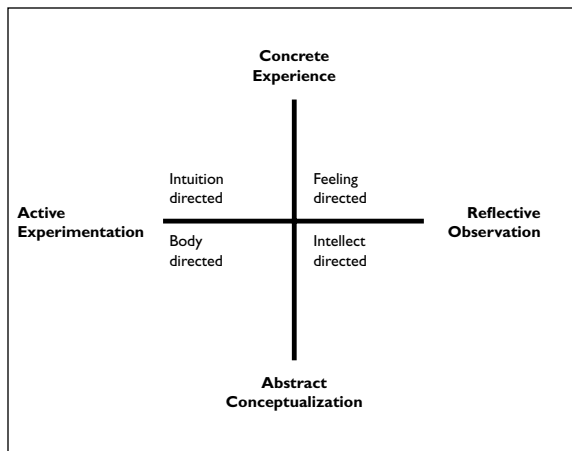 Concrete
Experience
Intuition
directed
Feeling
directed
Active
Experimentation
Reflective
Observation
Body
directed
Intellect
directed
Abstract
Conceptualization